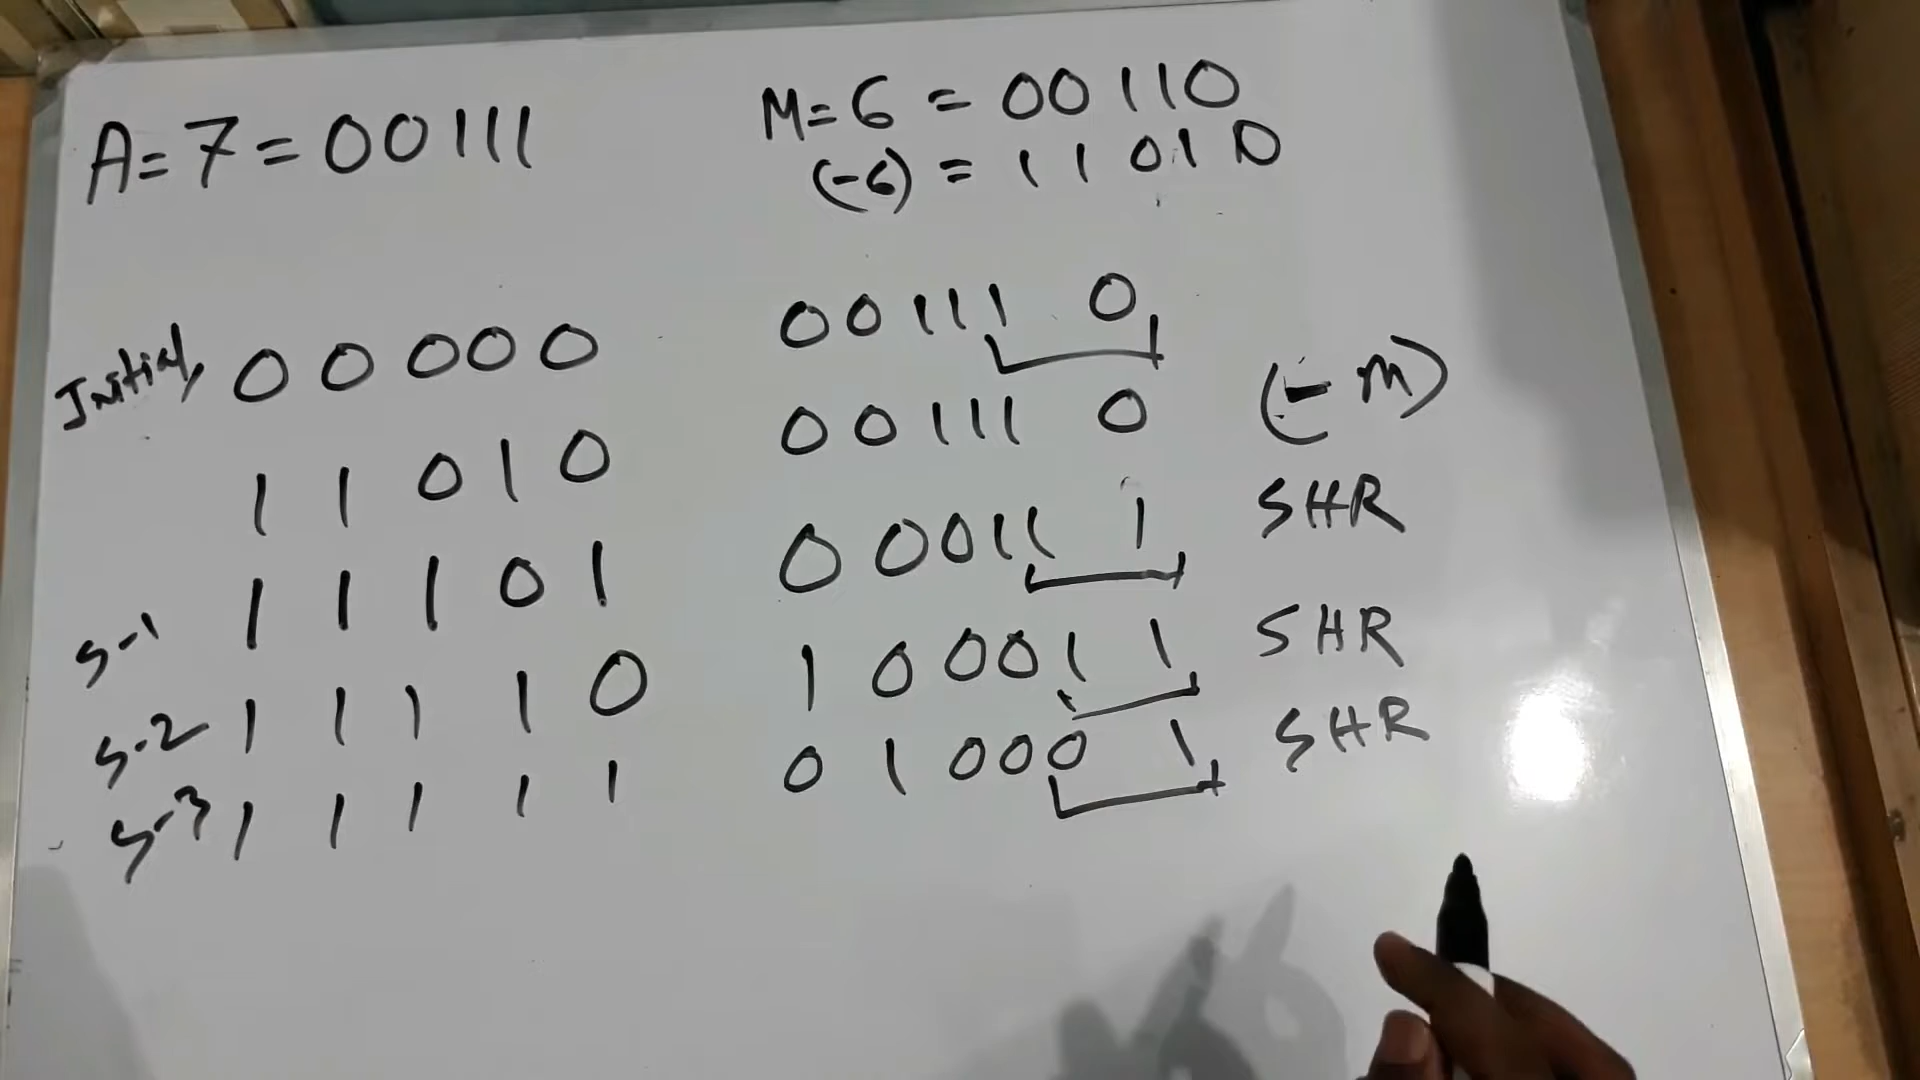 A=7=00111
M=6 = 00110
(-6) = 11010
Initial, 00000 00111 0
11010 00111 0 (-M)
S-1 11101 00011 1 SHR
S-2 11110 10001 1 SHR
S-3 11111 01000 1 SHR